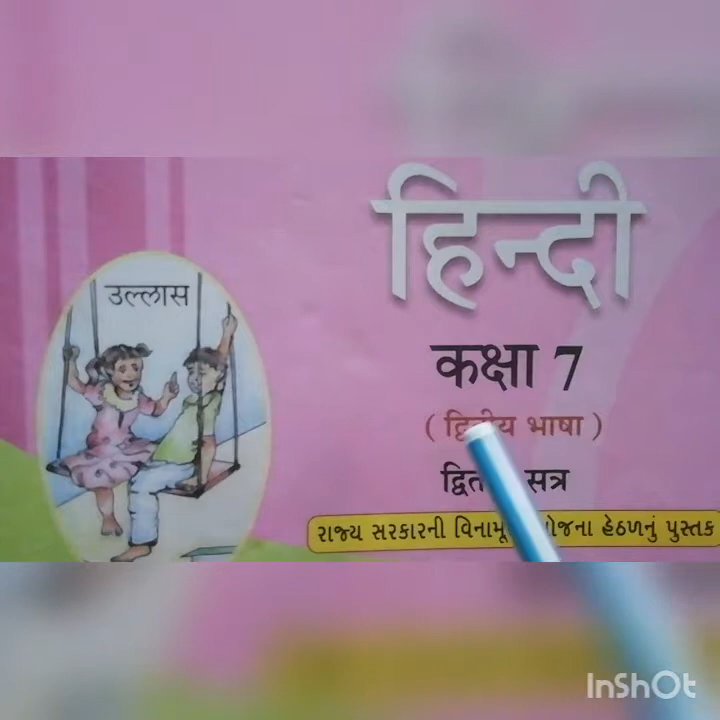 उल्लास
हिन्दी
कक्षा 7
( द्वितीय भाषा )
सत्र
રાજ્ય સરકારની હેઠળનું પુસ્તક
InShOt